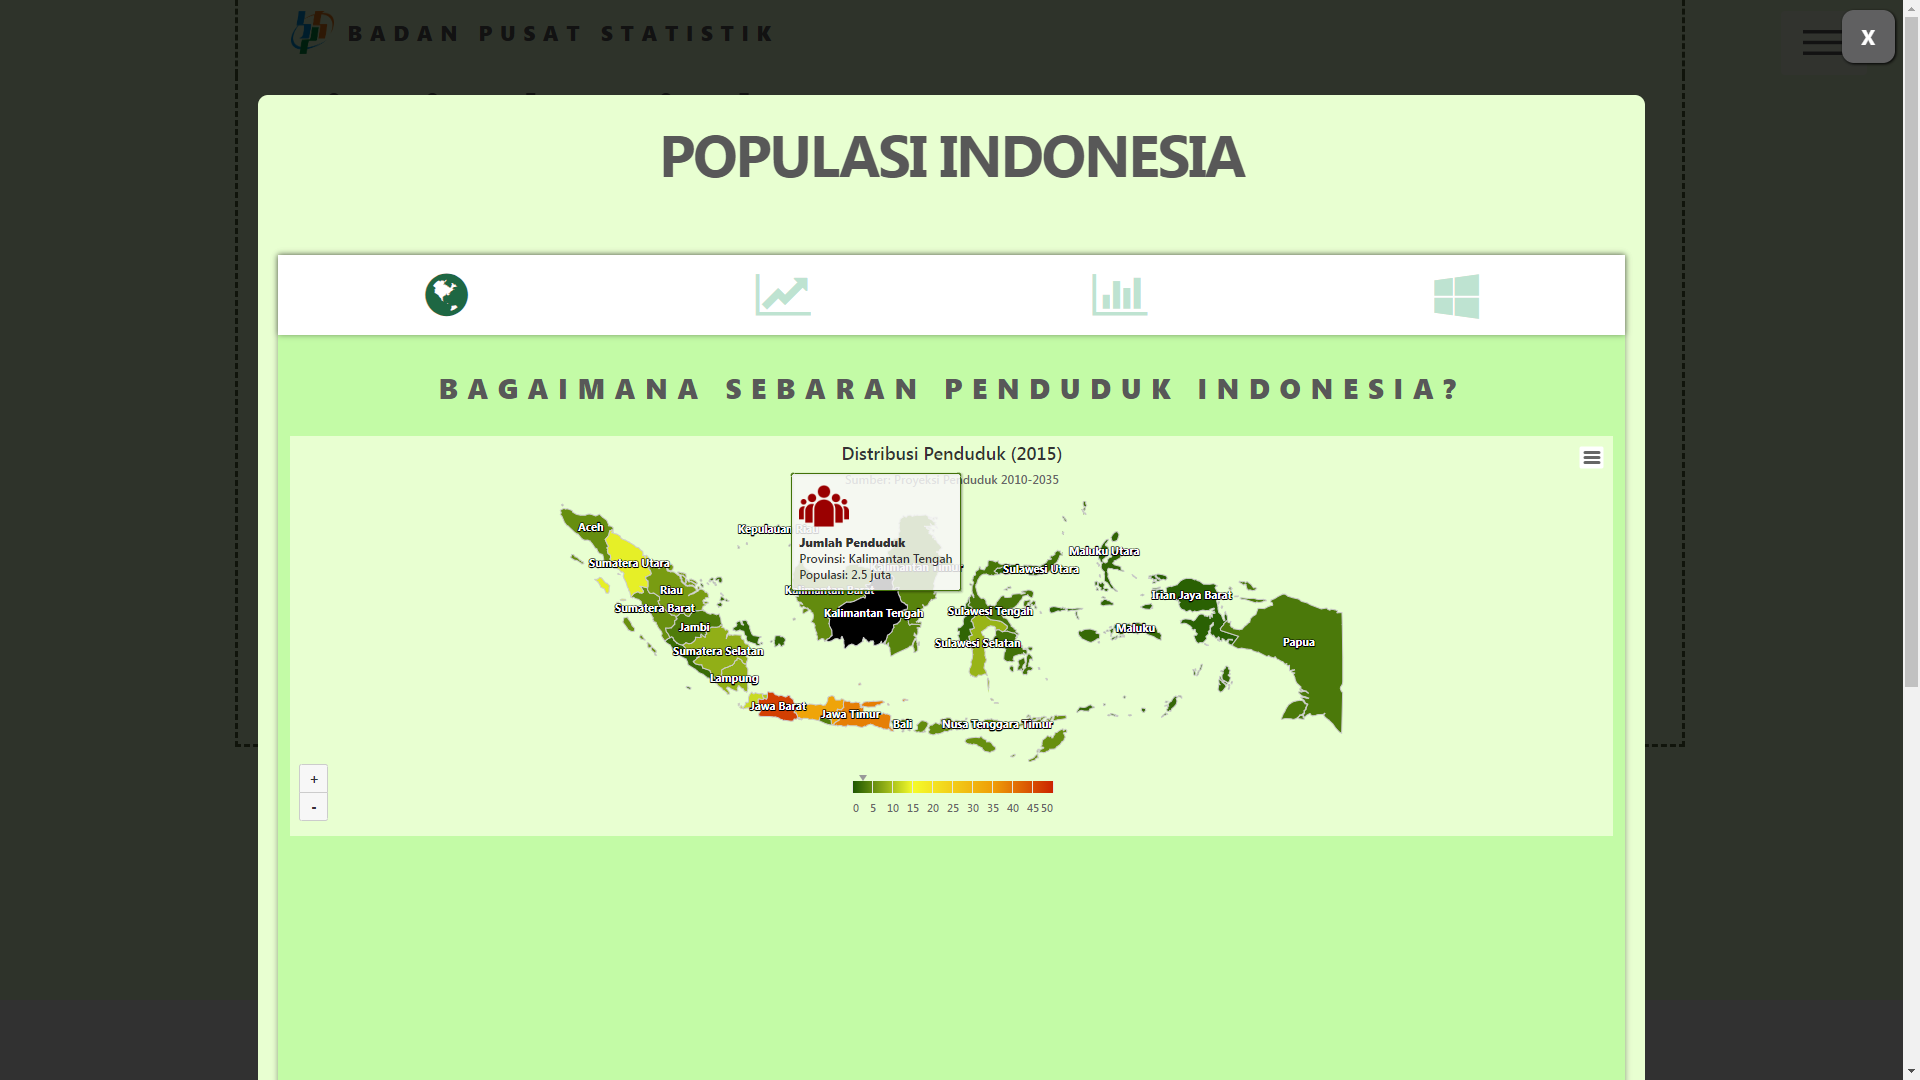 BADAN PUSAT STATISTIK
X
POPULASI INDONESIA
BAGAIMANA SEBARAN PENDUDUK INDONESIA?
Distribusi Penduduk (2015)
Sumber: Proyeksi Penduduk 2010-2035
Jumlah Penduduk
Provinsi: Kalimantan Tengah
Populasi: 2.5 juta
Aceh
Kepulauan Riau
Maluku Utara
Sumatera Utara
Kalimantan Timur
Sulawesi Utara
Riau
Kalimantan Barat
Irian Jaya Barat
Sumatera Barat
Kalimantan Tengah
Sulawesi Tengah
Jambi
Maluku
Sulawesi Selatan
Papua
Sumatera Selatan
Lampung
Jawa Barat
Jawa Timur
Bali
Nusa Tenggara Timur
+
-
0 5 10 15 20 25 30 35 40 45 50